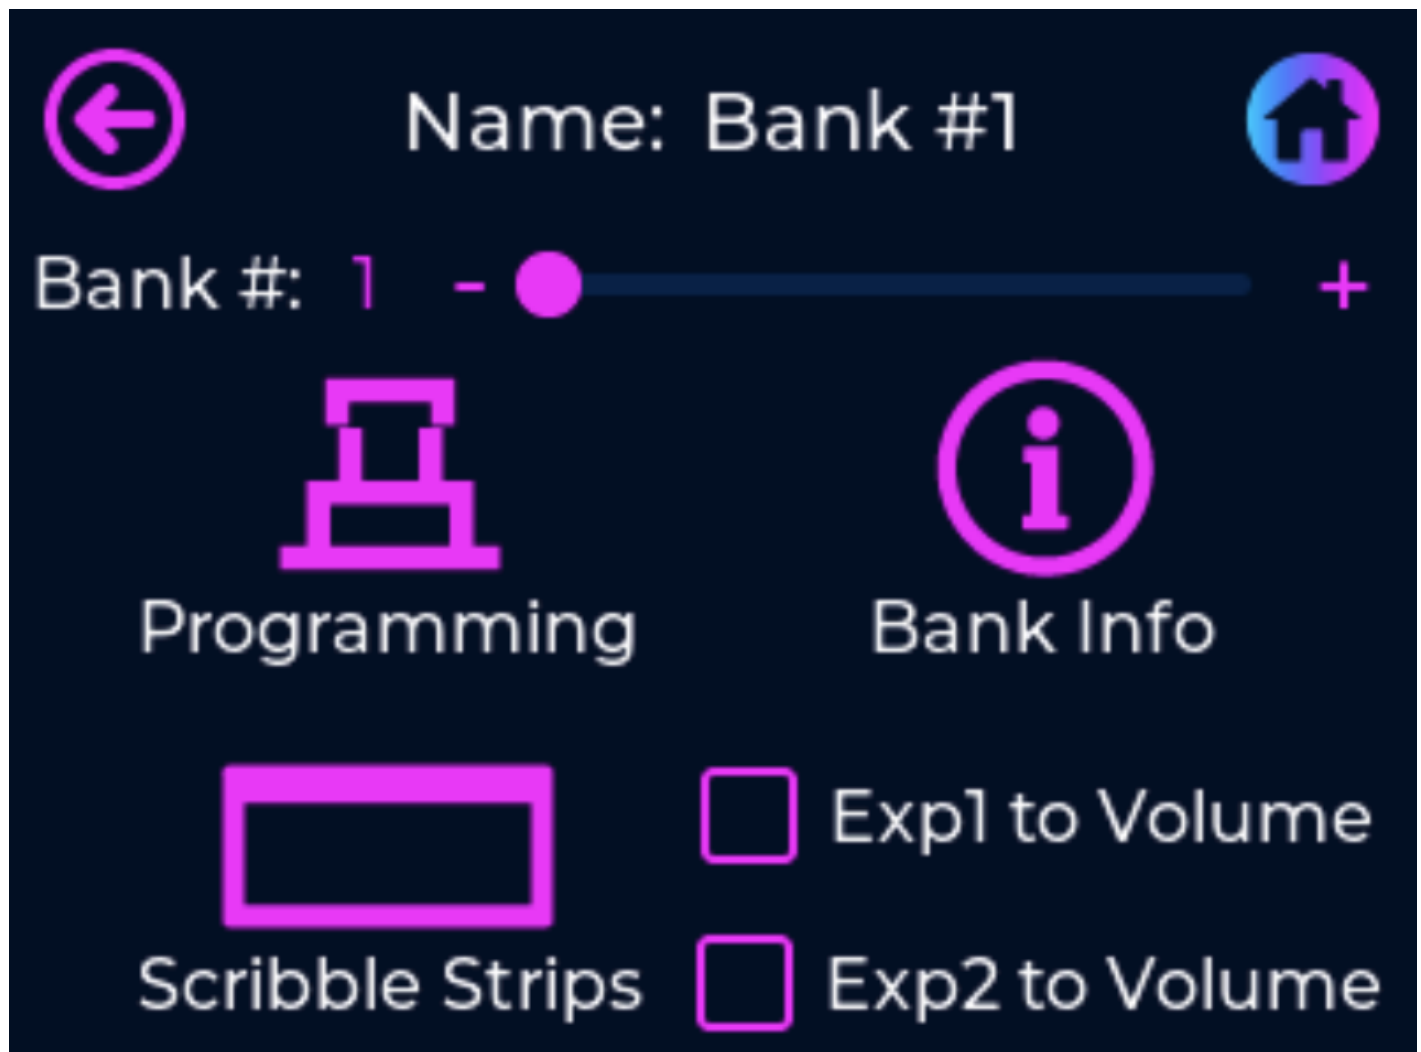 Name: Bank #1
Bank #: 1 - +
Programming
Bank Info
Scribble Strips
Exp1 to Volume
Exp2 to Volume